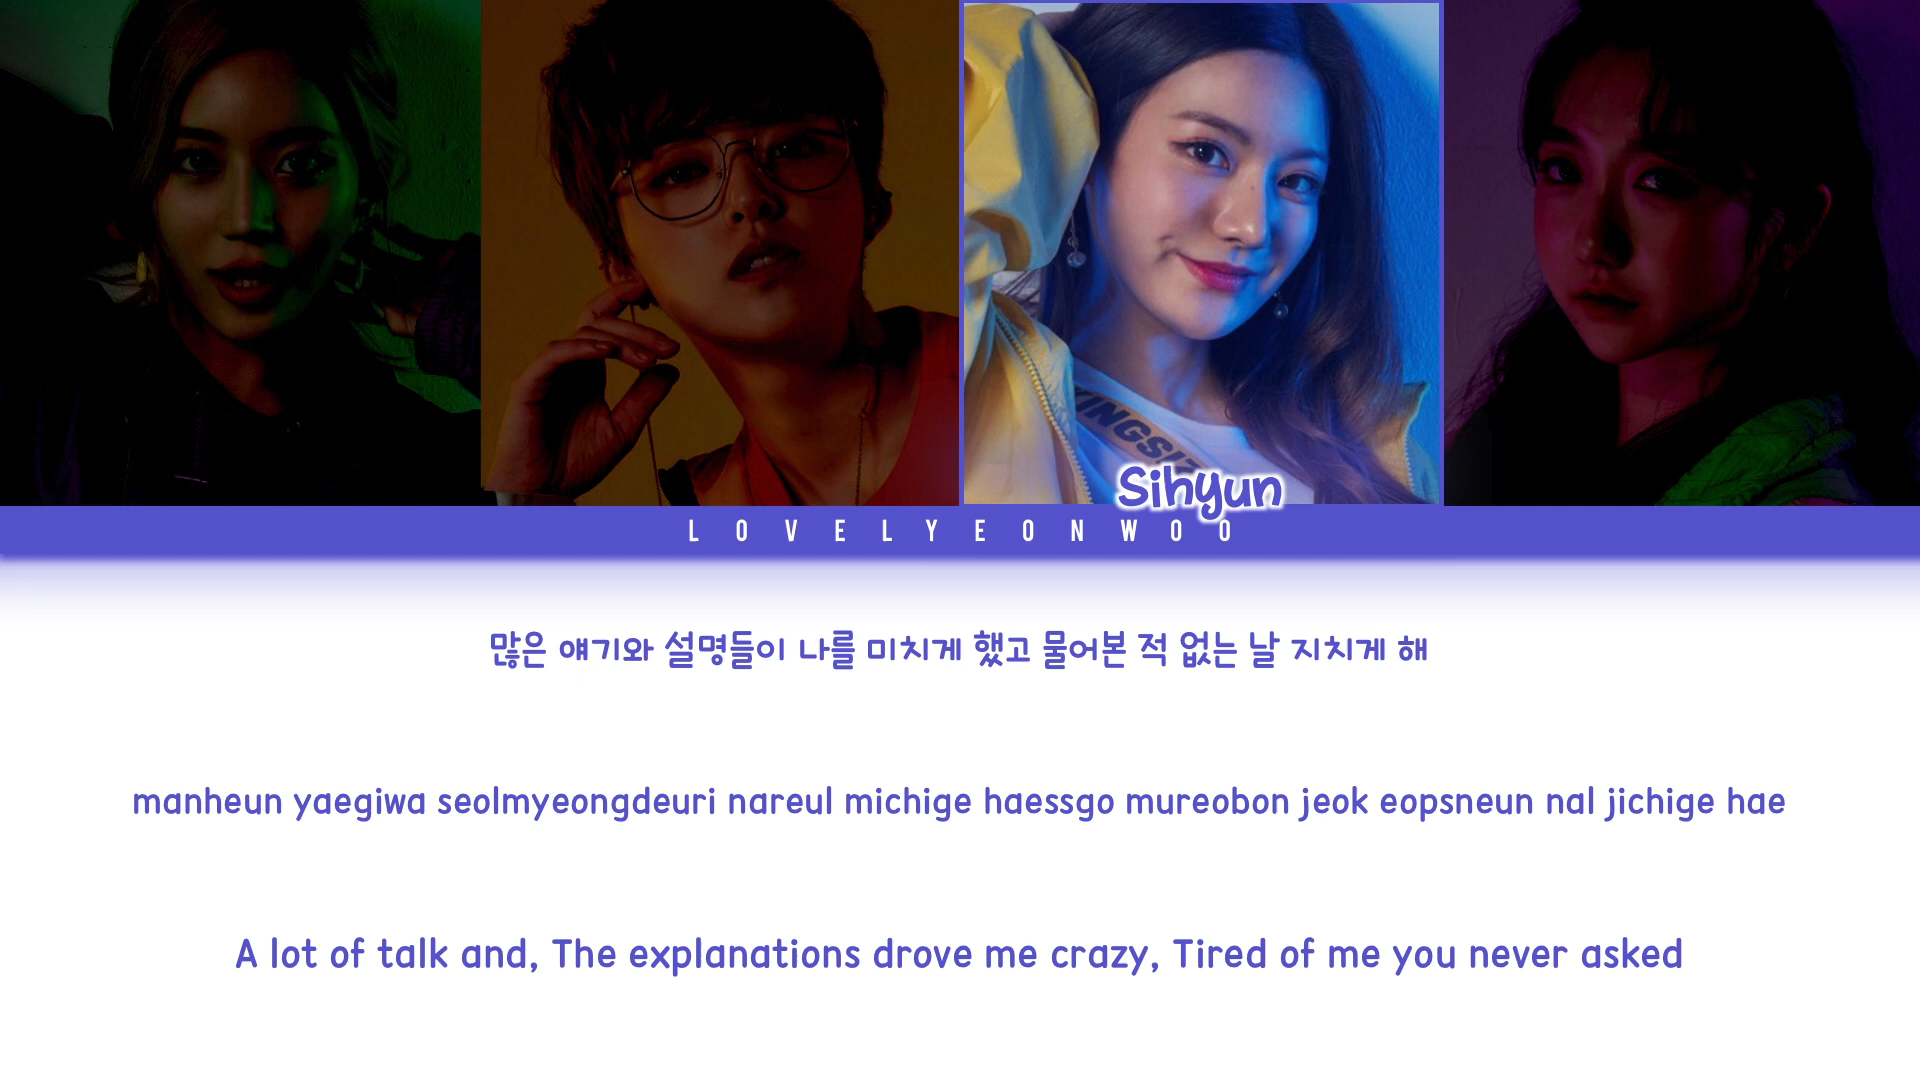 KINGSIZ
Sihyun
LOVELYEONWOO
많은 얘기와 설명들이 나를 미치게 했고 물어본 적 없는 날 지치게 해
manheun yaegiwa seolmyeongdeuri nareul michige haessgo mureobon jeok eopsneun nal jichige hae
A lot of talk and, The explanations drove me crazy, Tired of me you never asked